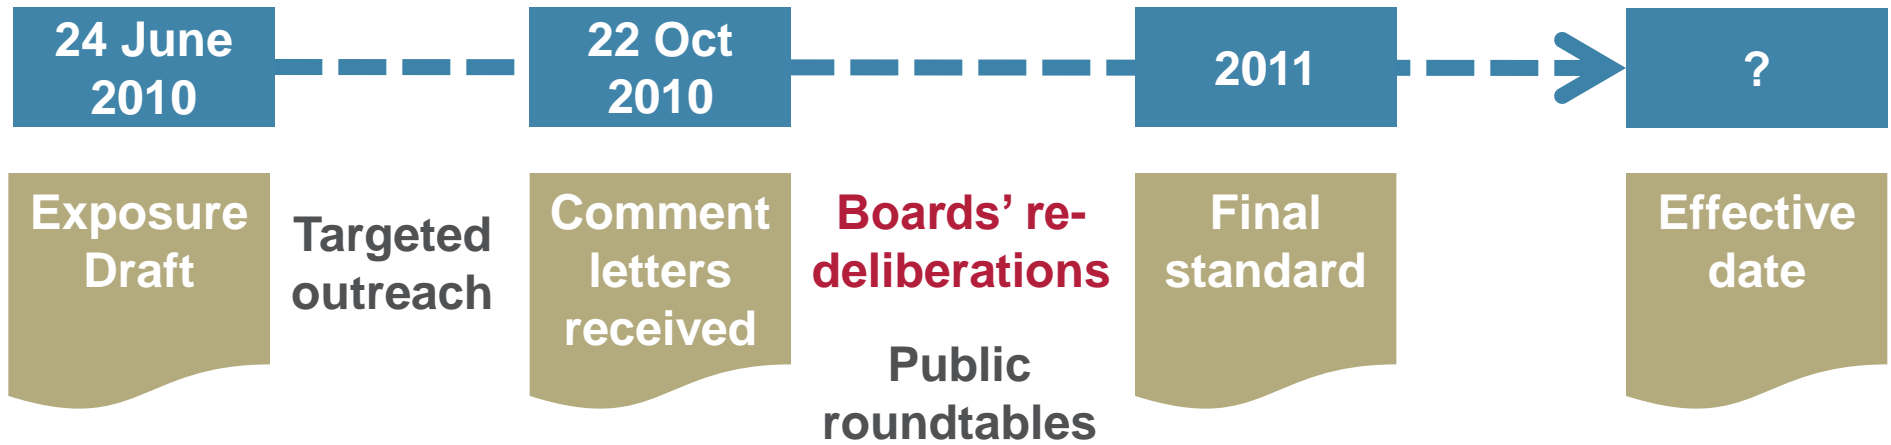 24 June
2010
22 Oct
2010
2011
?
Exposure
Draft
Targeted
outreach
Comment
letters
received
Boards’ re-
deliberations
Public
roundtables
Final
standard
Effective
date